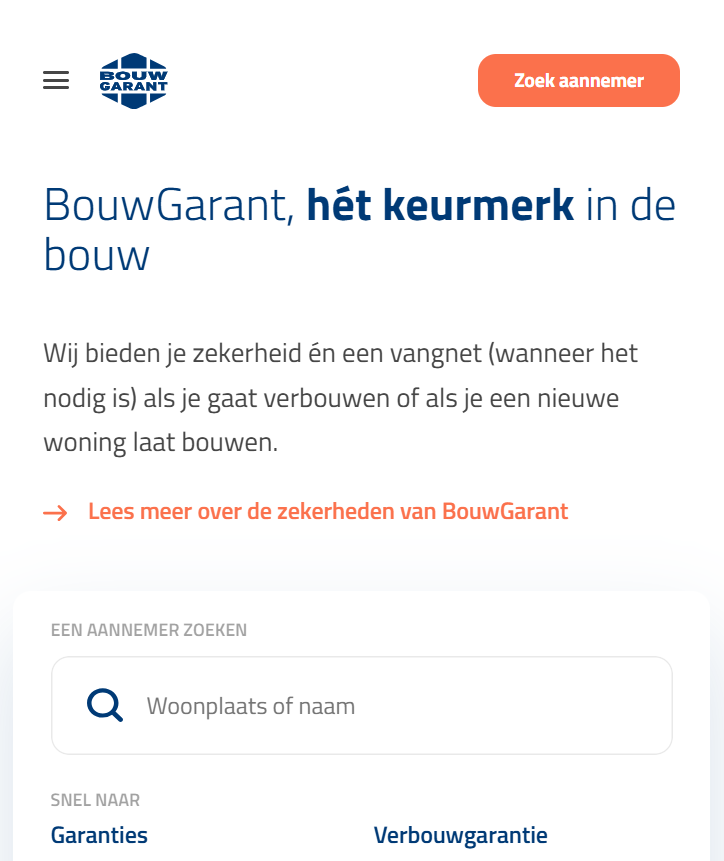 BOUW
GARANT
Zoek aannemer
BouwGarant, hét keurmerk in de
bouw
Wij bieden je zekerheid én een vangnet (wanneer het
nodig is) als je gaat verbouwen of als je een nieuwe
woning laat bouwen.
Lees meer over de zekerheden van BouwGarant
EEN AANNEMER ZOEKEN
Woonplaats of naam
SNEL NAAR
Garanties
Verbouwgarantie